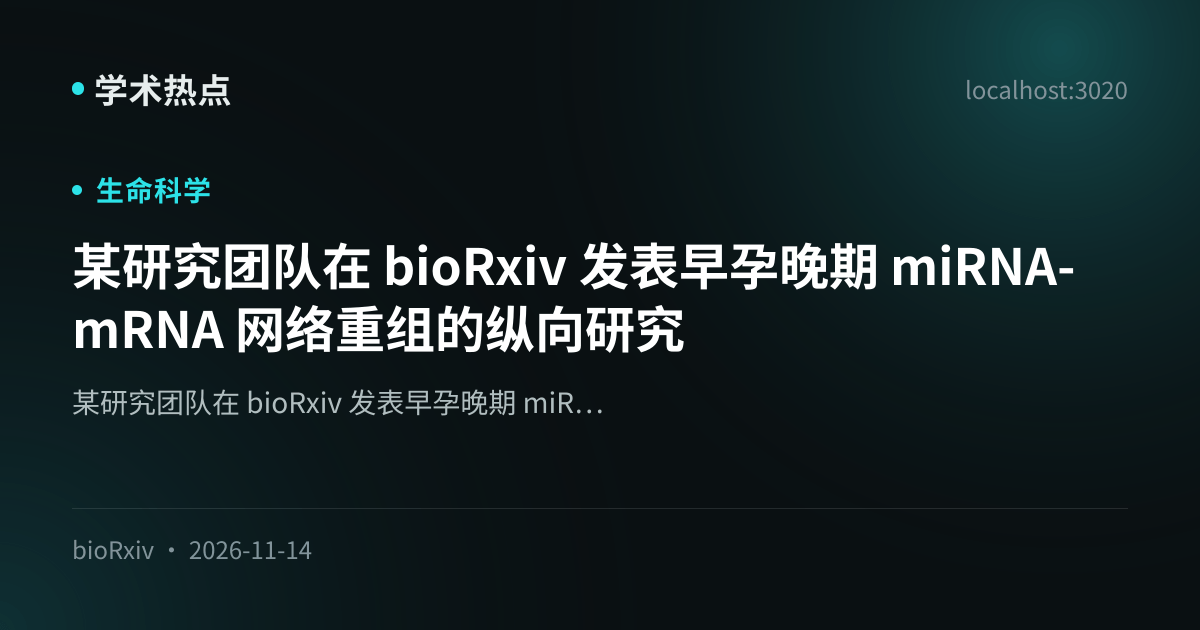 学术热点
localhost:3020
生命科学
某研究团队在 bioRxiv 发表早孕晚期 miRNA-
mRNA 网络重组的纵向研究
某研究团队在 bioRxiv 发表早孕晚期 miR…
bioRxiv · 2026-11-14